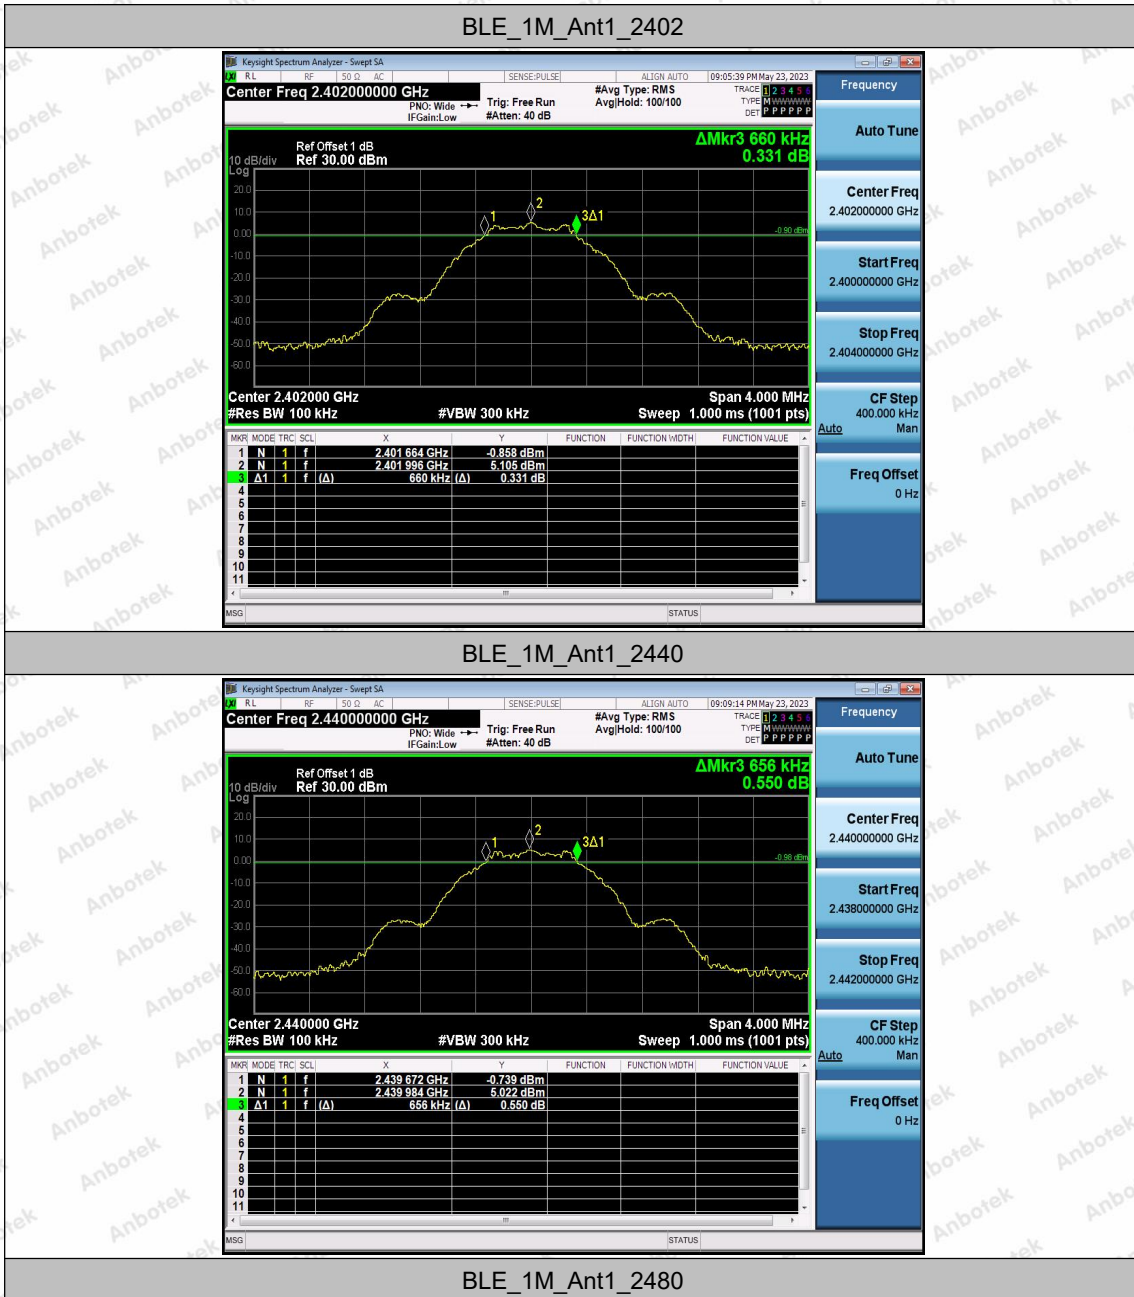 BLE_1M_Ant1_2402
Keysight Spectrum Analyzer - Swept SA
LXI RL RF 50 Ω AC SENSE:PULSE ALIGN AUTO 09:05:39 PM May 23, 2023
Center Freq 2.402000000 GHz #Avg Type: RMS TRACE 1 2 3 4 5 6
PNO: Wide Trig: Free Run Avg|Hold: 100/100 TYPE M WWWWW
IFGain:Low #Atten: 40 dB DET P P P P P P
Frequency
Auto Tune
Center Freq
2.402000000 GHz
Start Freq
2.400000000 GHz
Stop Freq
2.404000000 GHz
CF Step
400.000 kHz
Auto Man
Freq Offset
0 Hz
ΔMkr3 660 kHz
0.331 dB
Ref Offset 1 dB
10 dB/div Ref 30.00 dBm
Log
20.0
10.0
0.00
-10.0
-20.0
-30.0
-40.0
-50.0
-60.0
1
2
3Δ1
-0.90 dBm
Center 2.402000 GHz Span 4.000 MHz
#Res BW 100 kHz #VBW 300 kHz Sweep 1.000 ms (1001 pts)
MKR MODE TRC SCL X Y FUNCTION FUNCTION WIDTH FUNCTION VALUE
1 N 1 f 2.401 664 GHz -0.858 dBm
2 N 1 f 2.401 996 GHz 5.105 dBm
3 Δ1 1 f (Δ) 660 kHz (Δ) 0.331 dB
4
5
6
7
8
9
10
11
MSG STATUS
BLE_1M_Ant1_2440
Keysight Spectrum Analyzer - Swept SA
LXI RL RF 50 Ω AC SENSE:PULSE ALIGN AUTO 09:09:14 PM May 23, 2023
Center Freq 2.440000000 GHz #Avg Type: RMS TRACE 1 2 3 4 5 6
PNO: Wide Trig: Free Run Avg|Hold: 100/100 TYPE M WWWWW
IFGain:Low #Atten: 40 dB DET P P P P P P
Frequency
Auto Tune
Center Freq
2.440000000 GHz
Start Freq
2.438000000 GHz
Stop Freq
2.442000000 GHz
CF Step
400.000 kHz
Auto Man
Freq Offset
0 Hz
ΔMkr3 656 kHz
0.550 dB
Ref Offset 1 dB
10 dB/div Ref 30.00 dBm
Log
20.0
10.0
0.00
-10.0
-20.0
-30.0
-40.0
-50.0
-60.0
1
2
3Δ1
-0.98 dBm
Center 2.440000 GHz Span 4.000 MHz
#Res BW 100 kHz #VBW 300 kHz Sweep 1.000 ms (1001 pts)
MKR MODE TRC SCL X Y FUNCTION FUNCTION WIDTH FUNCTION VALUE
1 N 1 f 2.439 672 GHz -0.739 dBm
2 N 1 f 2.439 984 GHz 5.022 dBm
3 Δ1 1 f (Δ) 656 kHz (Δ) 0.550 dB
4
5
6
7
8
9
10
11
MSG STATUS
BLE_1M_Ant1_2480
Anbotek